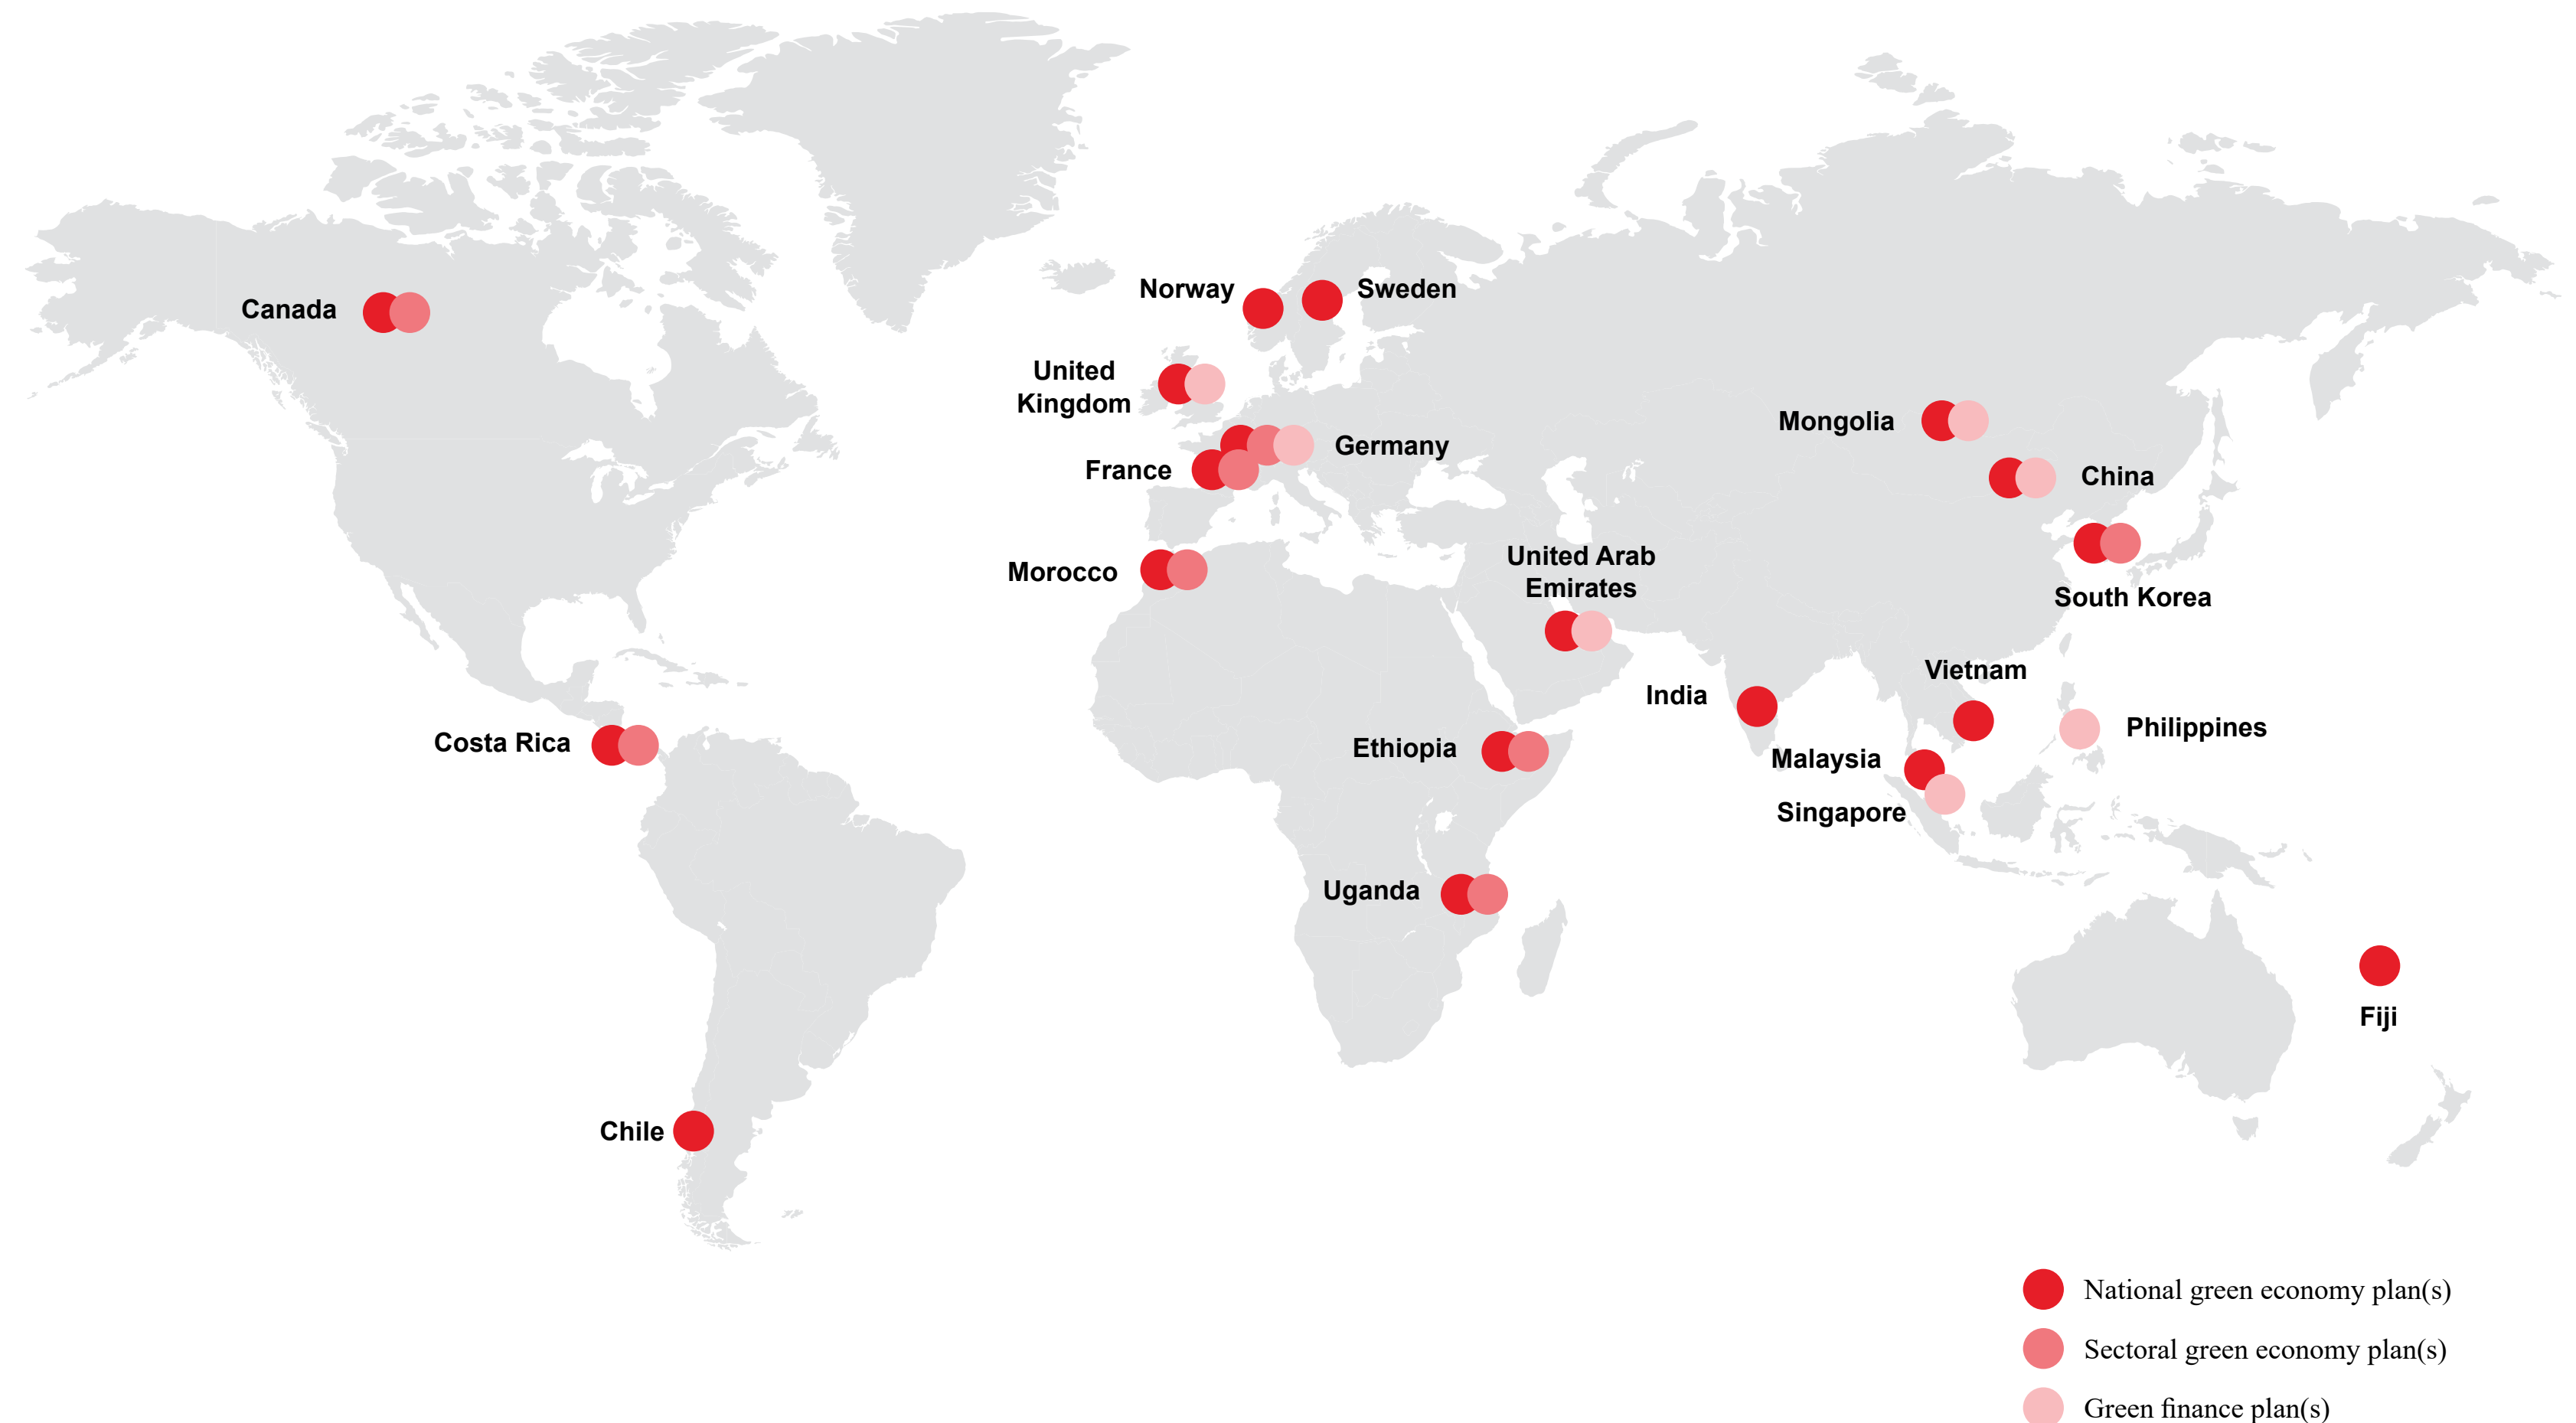 Norway
Sweden
Canada
United
Kingdom
Mongolia
Germany
France
China
United Arab
Emirates
Morocco
South Korea
Vietnam
India
Philippines
Costa Rica
Ethiopia
Malaysia
Singapore
Uganda
Fiji
Chile
National green economy plan(s)
Sectoral green economy plan(s)
Green finance plan(s)